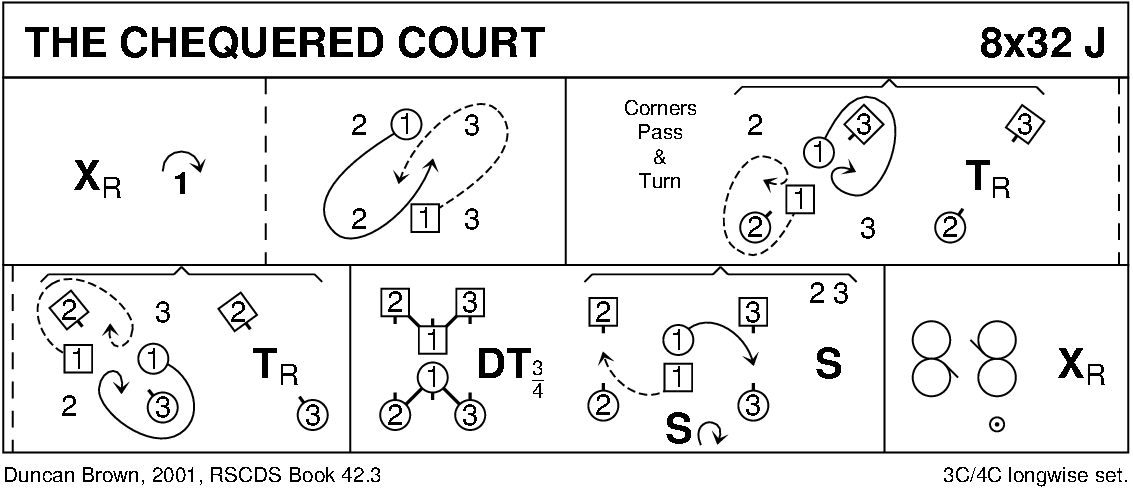 THE CHEQUERED COURT 8x32 J
XR 1
2 1 3
2 1 3
Corners
Pass
&
Turn
2 3 3
1
TR
1
2 3 2
2 3 2
1 1 TR
2 3 3
2 3
1
1
DT3/4
2 3
2 3 2 3
1
1
2 3
S
S
XR
Duncan Brown, 2001, RSCDS Book 42.3 3C/4C longwise set.